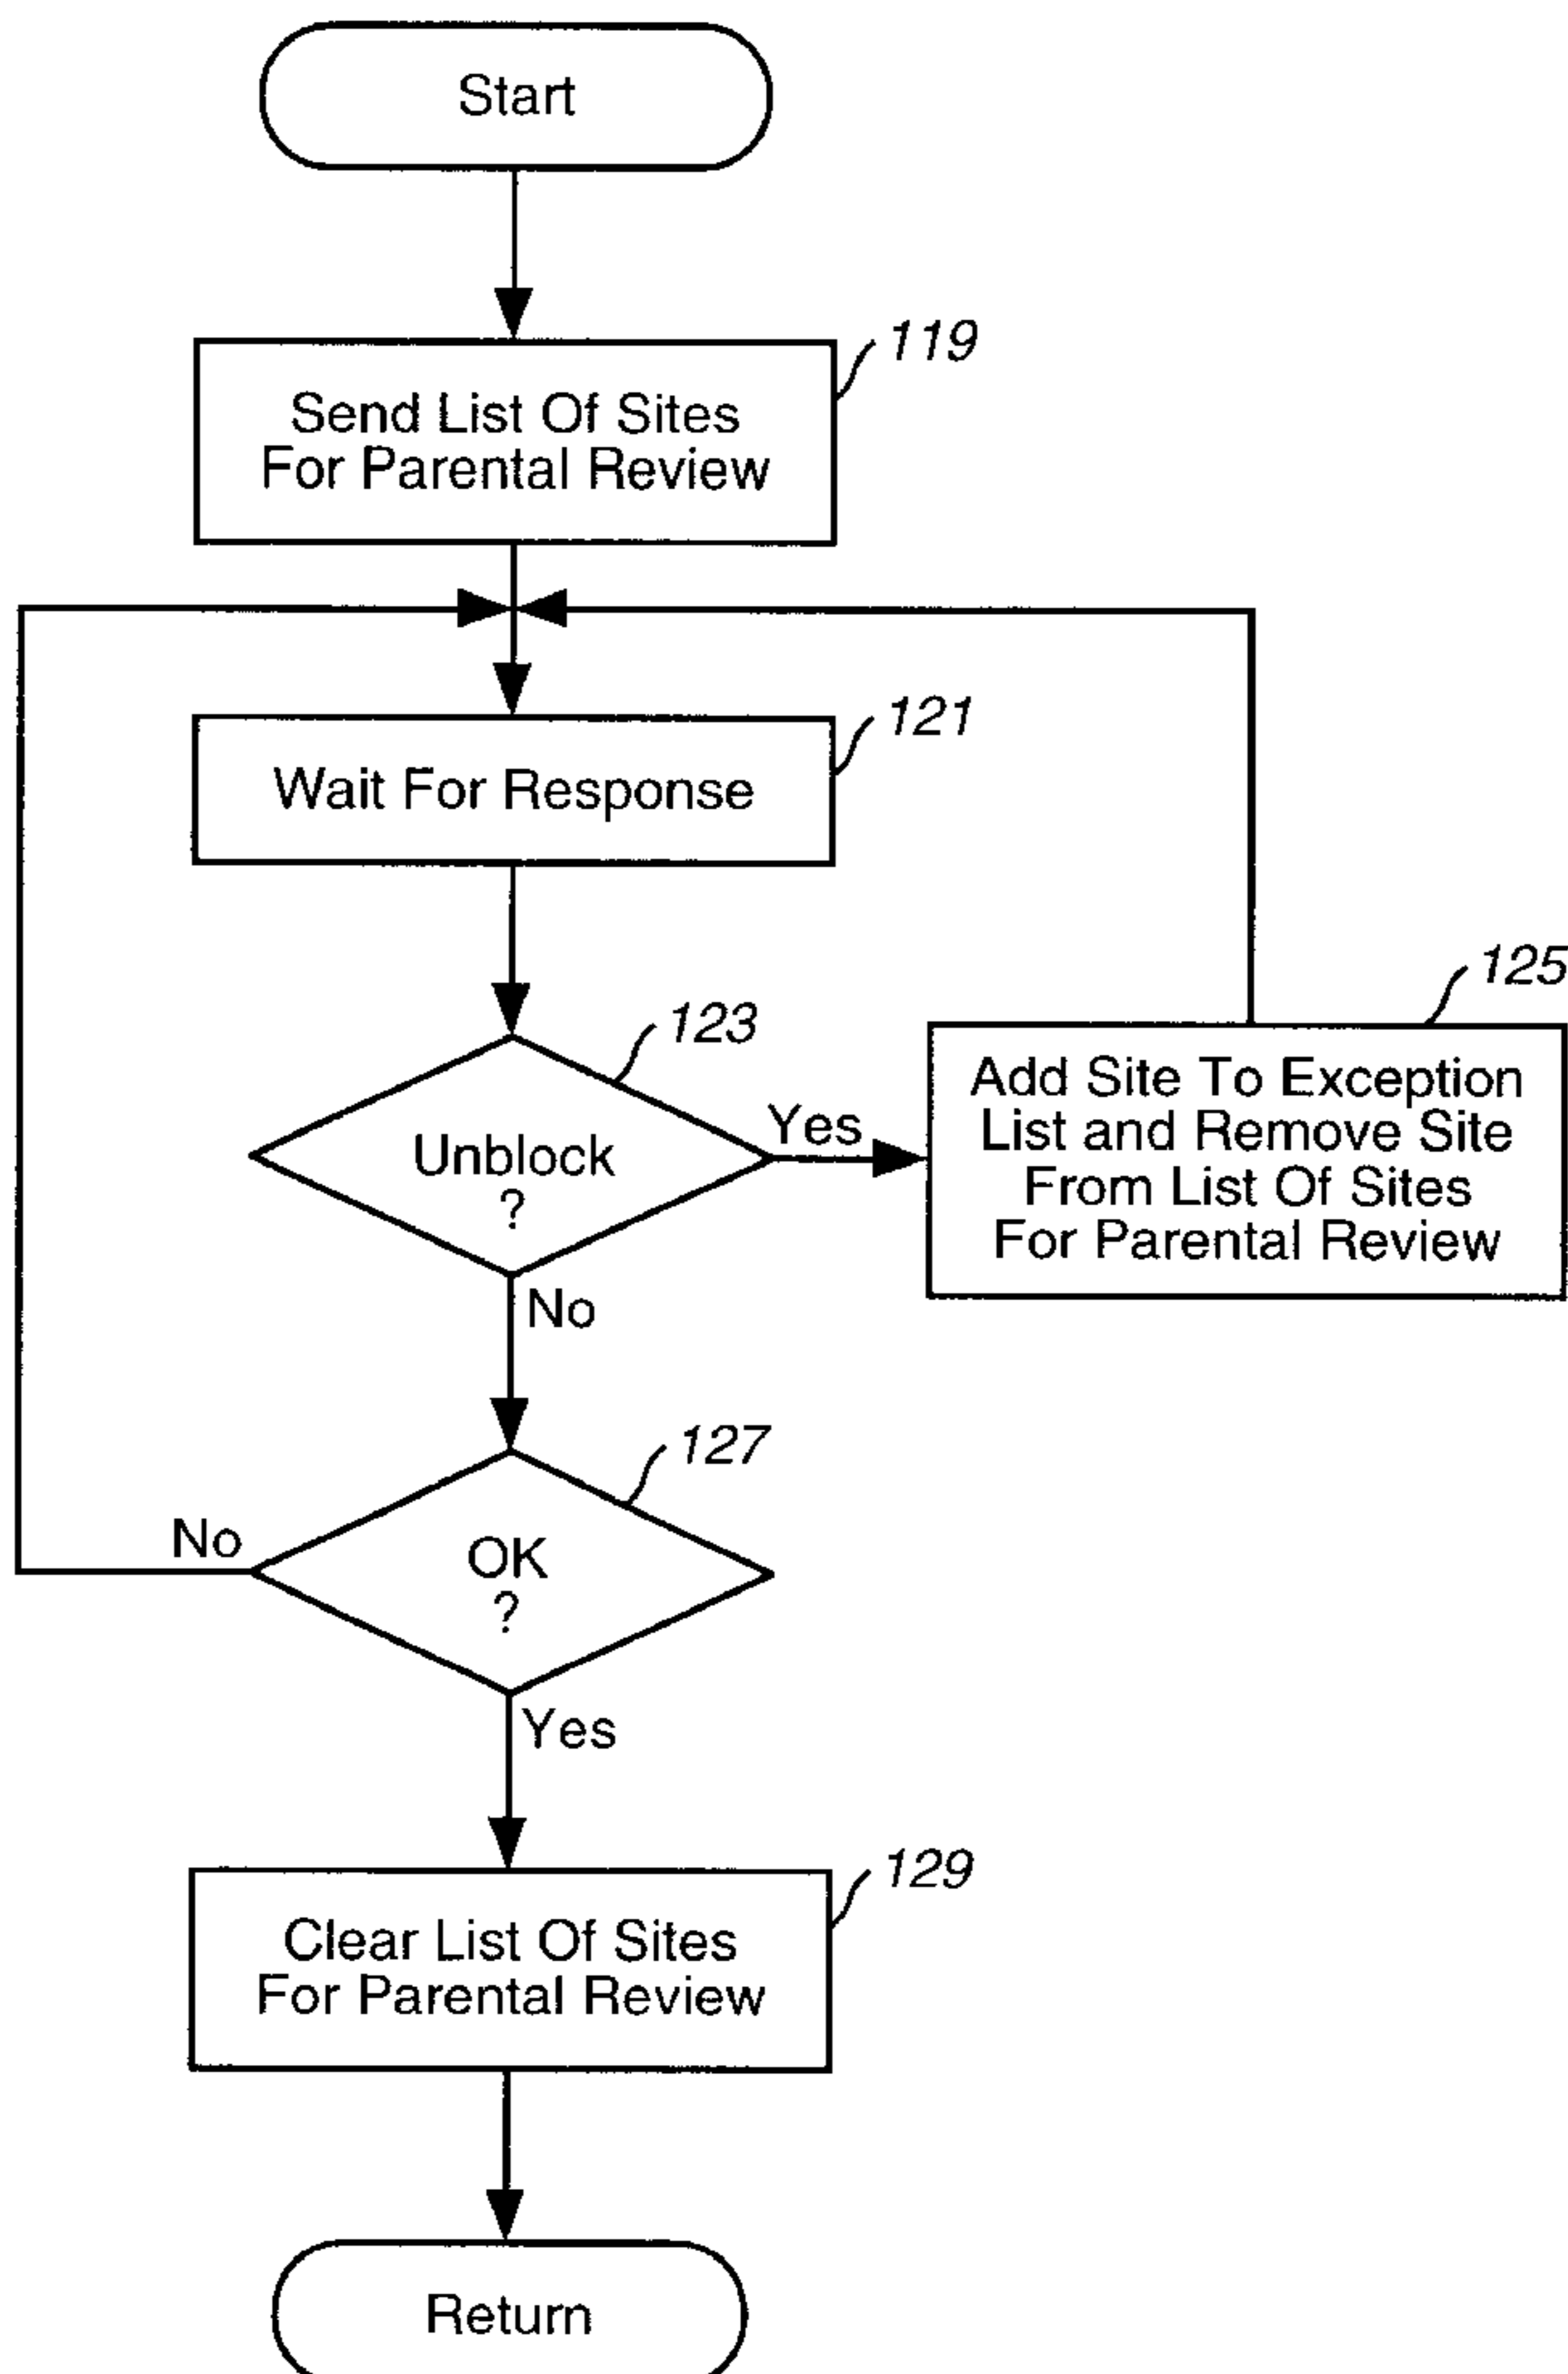 Start
119
Send List Of Sites
For Parental Review
121
Wait For Response
123
Unblock
?
Yes
125
Add Site To Exception
List and Remove Site
From List Of Sites
For Parental Review
No
127
OK
?
No
Yes
129
Clear List Of Sites
For Parental Review
Return